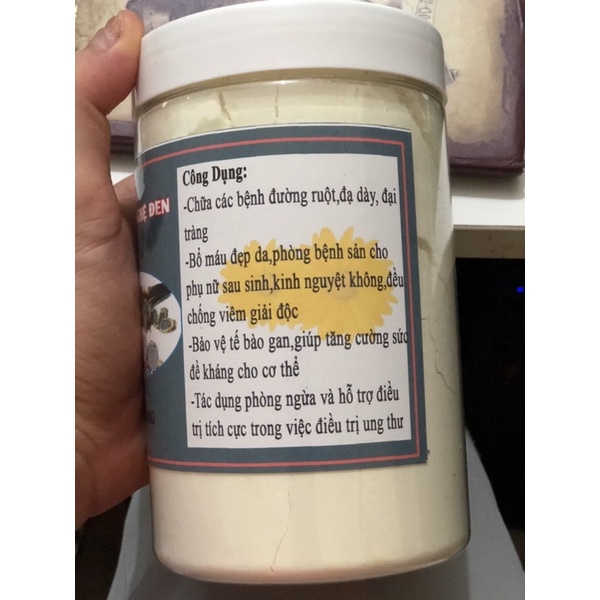 Công Dụng:
-Chữa các bệnh đường ruột,đạ dày, đại
tràng
-Bổ máu đẹp da,phòng bệnh sản cho
phụ nữ sau sinh,kinh nguyệt không,đều
chống viêm giải độc
-Bảo vệ tế bào gan,giúp tăng cường sức
đề kháng cho cơ thể
-Tác dụng phòng ngừa và hỗ trợ điều
trị tích cực trong việc điều trị ung thư
ĐEN